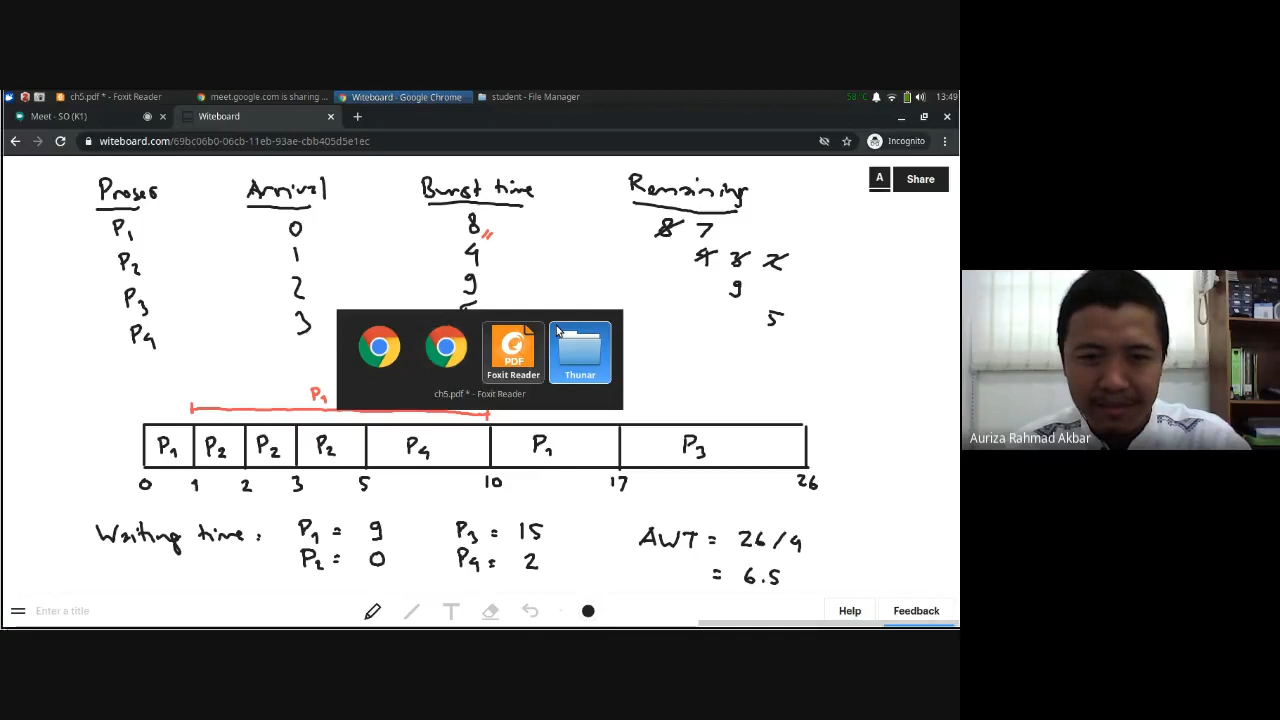 ch5.pdf * - Foxit Reader
meet.google.com is sharing ...
Witeboard - Google Chrome
student - File Manager
58°C
13:49
Meet - SO (K1)
Witeboard
witeboard.com/69bc06b0-06cb-11eb-93ae-cbb405d5e1ec
Incognito
A Share
Proses Arrival Burst time Remaining
P1 0 8 8 7
P2 1 4 4 3 2
P3 2 9 9
P4 3 5
Foxit Reader
Thunar
ch5.pdf * - Foxit Reader
P1
P1 P2 P2 P2 P4 P1 P3
0 1 2 3 5 10 17 26
Waiting time: P1 = 9 P3 = 15 AWT = 26/4
P2 = 0 P4 = 2 = 6.5
Enter a title
T
Help
Feedback
Auriza Rahmad Akbar
PDF